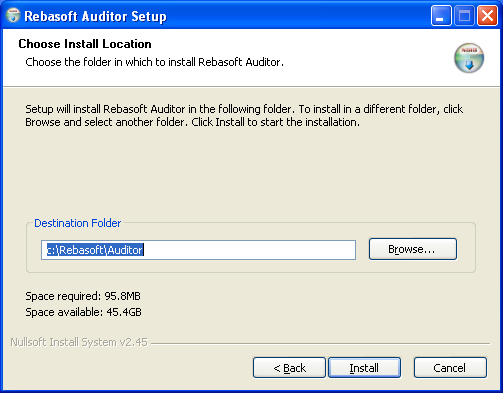 Rebasoft Auditor Setup
Choose Install Location
Choose the folder in which to install Rebasoft Auditor.
Setup will install Rebasoft Auditor in the following folder. To install in a different folder, click
Browse and select another folder. Click Install to start the installation.
Destination Folder
c:\Rebasoft\Auditor
Browse...
Space required: 95.8MB
Space available: 45.4GB
Nullsoft Install System v2.45
< Back
Install
Cancel